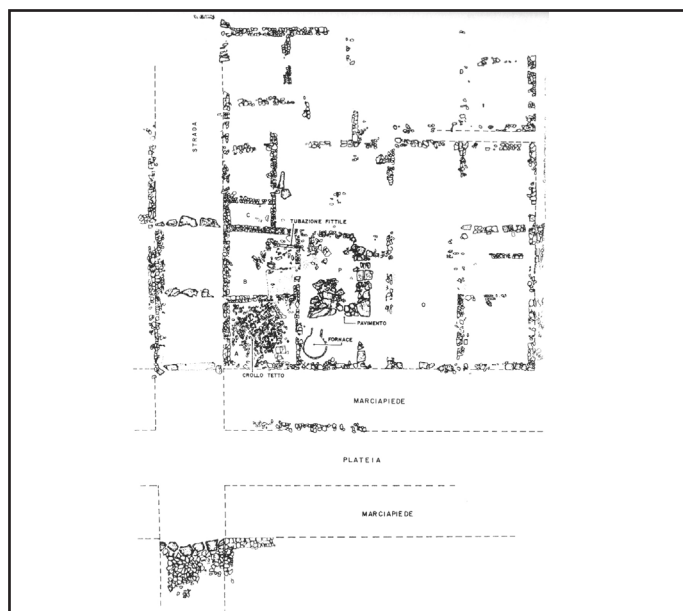 STRADA
C
TUBAZIONE FITTILE
B
P
D
PAVIMENTO
FORNACE
A
CROLLO TETTO
MARCIAPIEDE
PLATEIA
MARCIAPIEDE